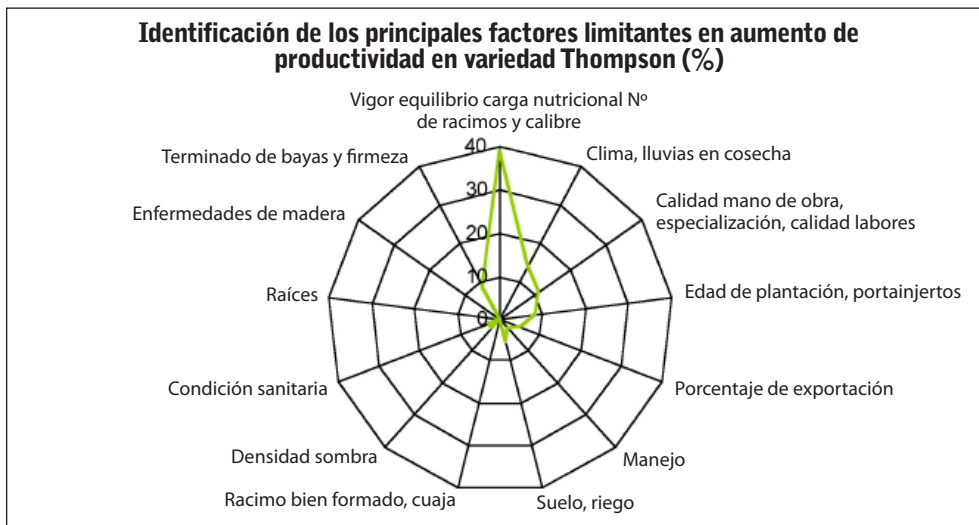 Identificación de los principales factores limitantes en aumento de
productividad en variedad Thompson (%)
Vigor equilibrio carga nutricional Nº
de racimos y calibre
Clima, lluvias en cosecha
Calidad mano de obra,
especialización, calidad labores
Edad de plantación, portainjertos
Porcentaje de exportación
Manejo
Suelo, riego
Racimo bien formado, cuaja
Densidad sombra
Condición sanitaria
Raíces
Enfermedades de madera
Terminado de bayas y firmeza
40
30
20
10
0